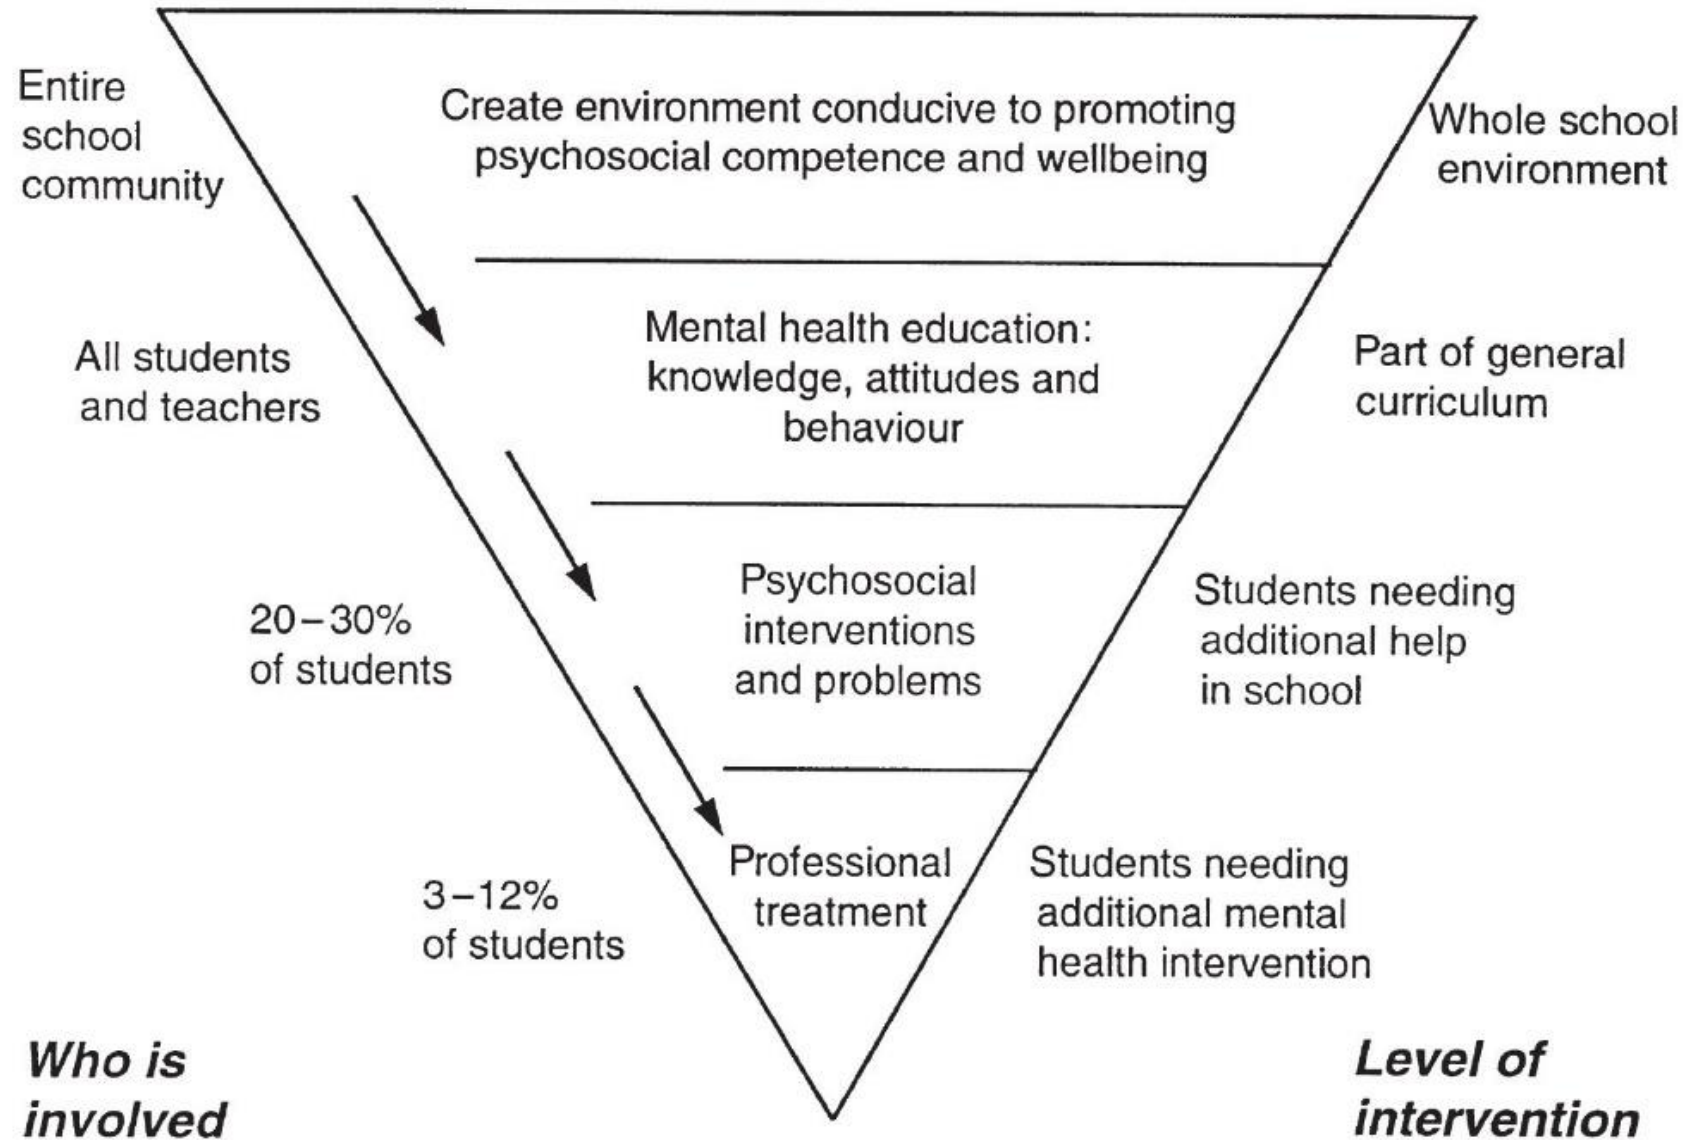 Entire
school
community
Create environment conducive to promoting
psychosocial competence and wellbeing
Whole school
environment
All students
and teachers
Mental health education:
knowledge, attitudes and
behaviour
Part of general
curriculum
20–30%
of students
Psychosocial
interventions
and problems
Students needing
additional help
in school
3–12%
of students
Professional
treatment
Students needing
additional mental
health intervention
Who is
involved
Level of
intervention